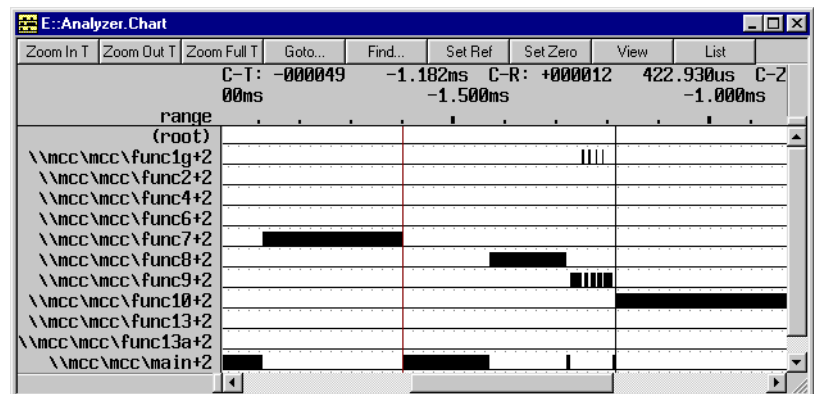 E::Analyzer.Chart
Zoom In T Zoom Out T Zoom Full T Goto... Find... Set Ref Set Zero View List
C-T: -000049 -1.182ms C-R: +000012 422.930us C-Z
00ms -1.500ms -1.000ms
range
(root)
\\mcc\mcc\func1g+2
\\mcc\mcc\func2+2
\\mcc\mcc\func4+2
\\mcc\mcc\func6+2
\\mcc\mcc\func7+2
\\mcc\mcc\func8+2
\\mcc\mcc\func9+2
\\mcc\mcc\func10+2
\\mcc\mcc\func13+2
\\mcc\mcc\func13a+2
\\mcc\mcc\main+2